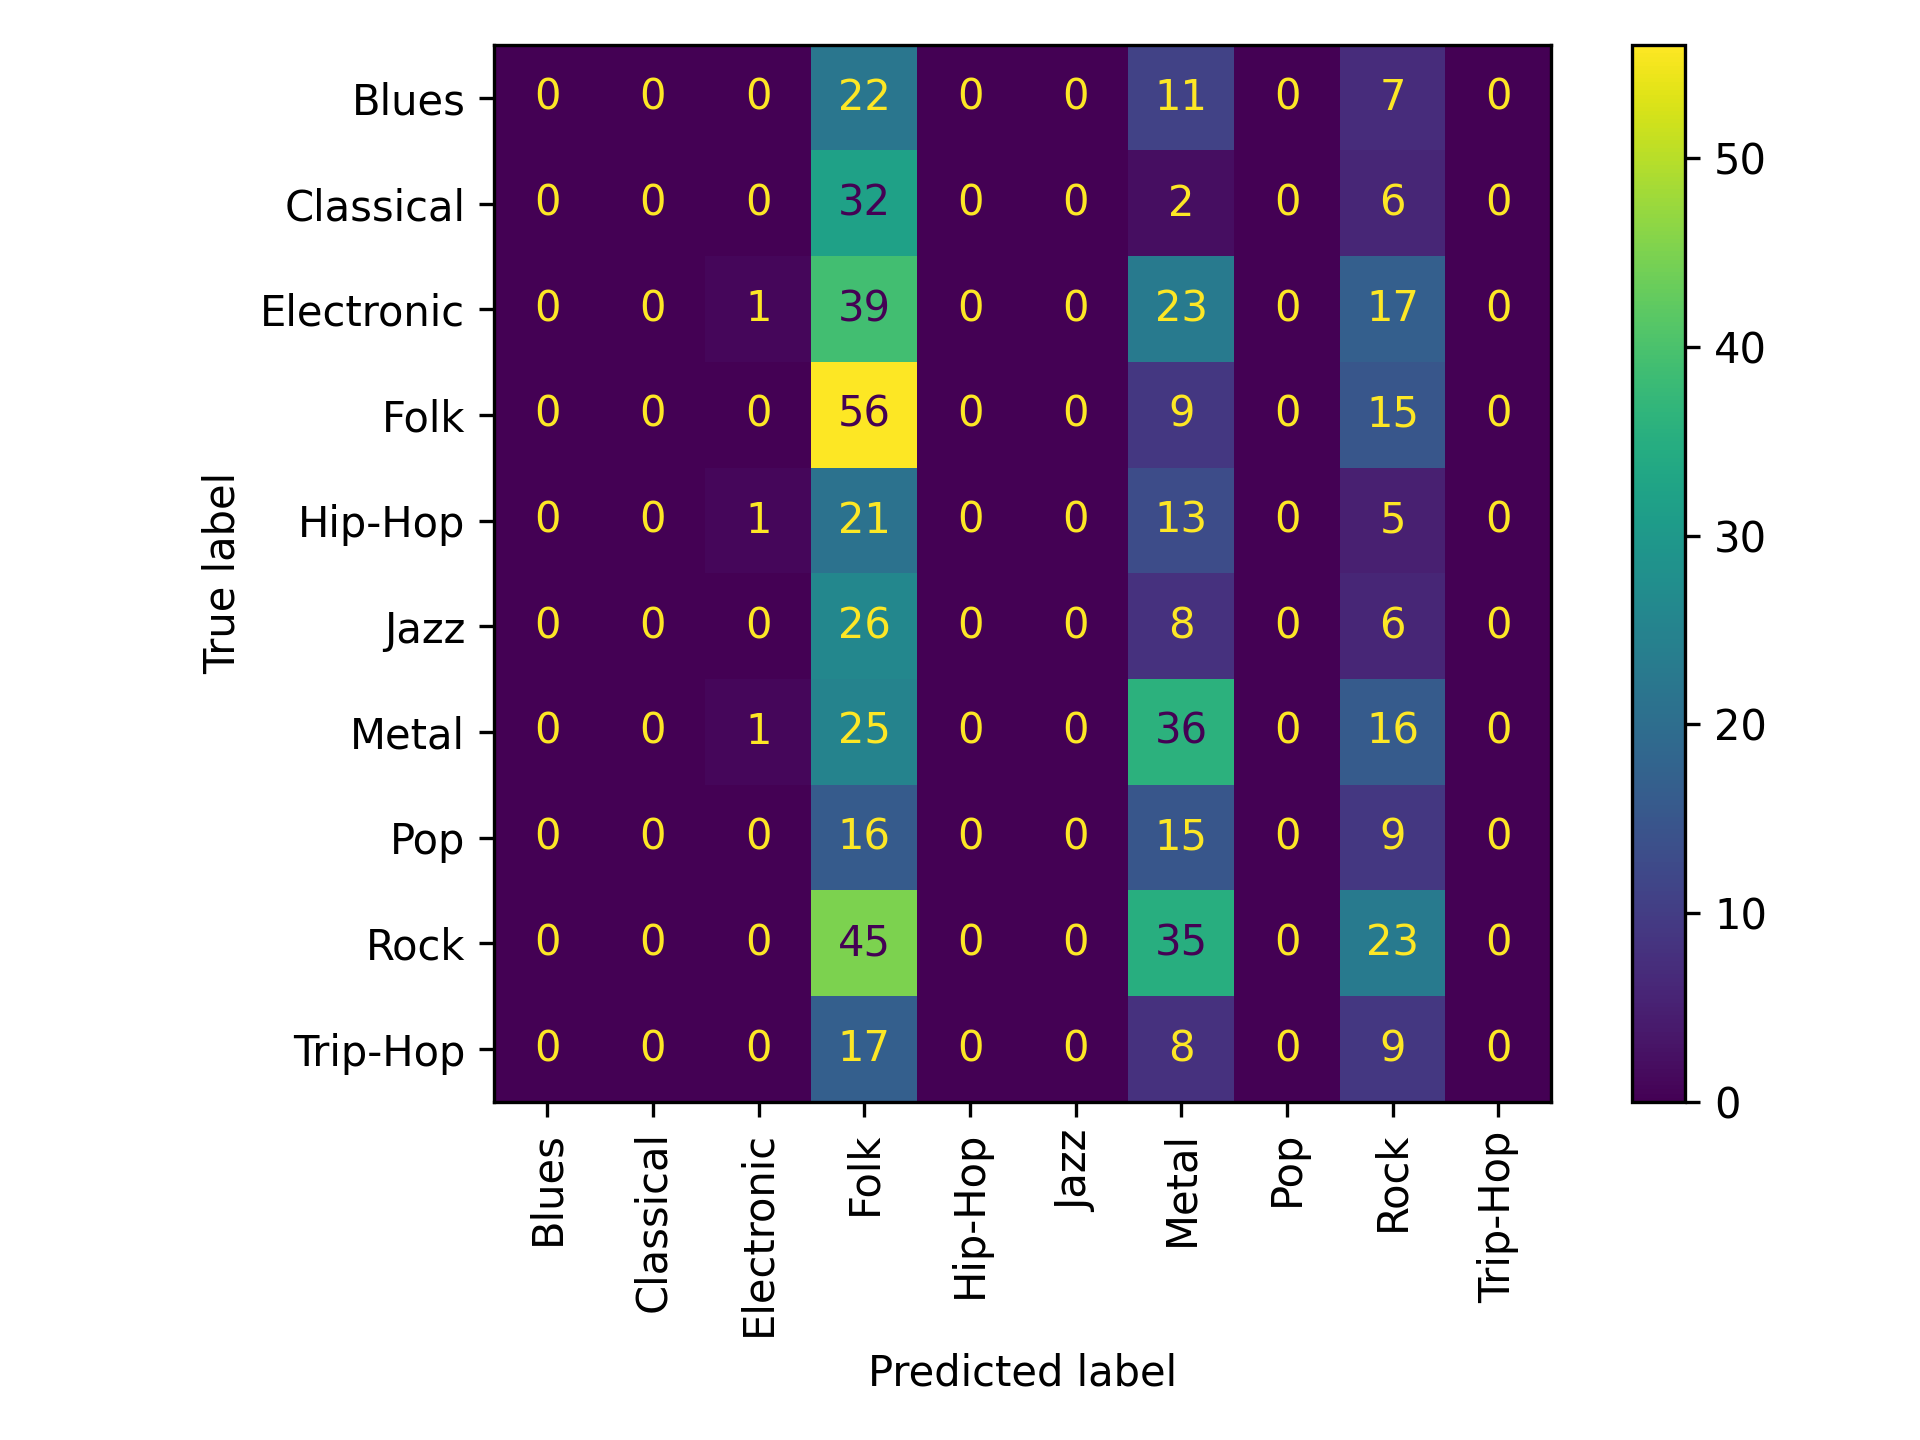 Blues 0 0 0 22 0 0 11 0 7 0
Classical 0 0 0 32 0 0 2 0 6 0
Electronic 0 0 1 39 0 0 23 0 17 0
Folk 0 0 0 56 0 0 9 0 15 0
Hip-Hop 0 0 1 21 0 0 13 0 5 0
Jazz 0 0 0 26 0 0 8 0 6 0
Metal 0 0 1 25 0 0 36 0 16 0
Pop 0 0 0 16 0 0 15 0 9 0
Rock 0 0 0 45 0 0 35 0 23 0
Trip-Hop 0 0 0 17 0 0 8 0 9 0
True label
Blues Classical Electronic Folk Hip-Hop Jazz Metal Pop Rock Trip-Hop
Predicted label
50
40
30
20
10
0